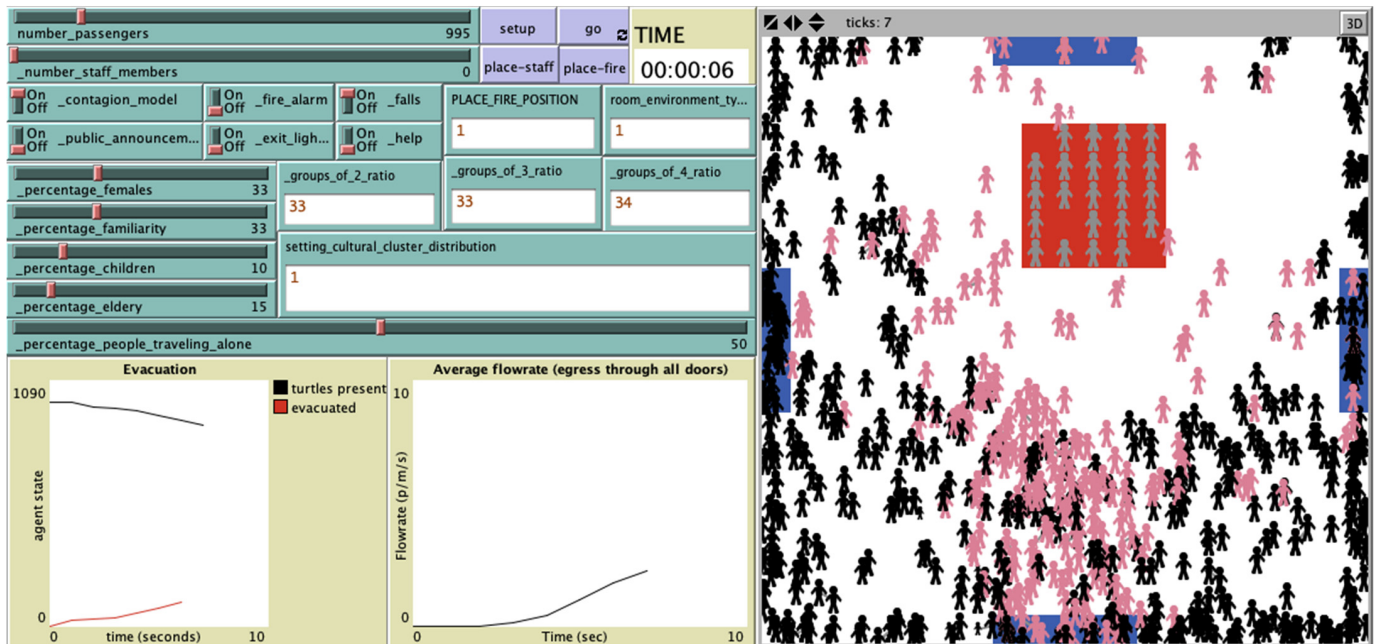 number_passengers 995
_number_staff_members 0
setup
go
place-staff
place-fire
TIME
00:00:06
On
Off
_contagion_model
On
Off
_fire_alarm
On
Off
_falls
On
Off
_public_announcem...
On
Off
_exit_ligh...
On
Off
_help
PLACE_FIRE_POSITION
1
room_environment_ty...
1
_percentage_females 33
_percentage_familiarity 33
_percentage_children 10
_percentage_eldery 15
_groups_of_2_ratio
33
_groups_of_3_ratio
33
_groups_of_4_ratio
34
setting_cultural_cluster_distribution
1
_percentage_people_traveling_alone 50
Evacuation
1090
agent state
0
0 time (seconds) 10
turtles present
evacuated
Average flowrate (egress through all doors)
10
Flowrate (p/m/s)
0
0 Time (sec) 10
ticks: 7
3D